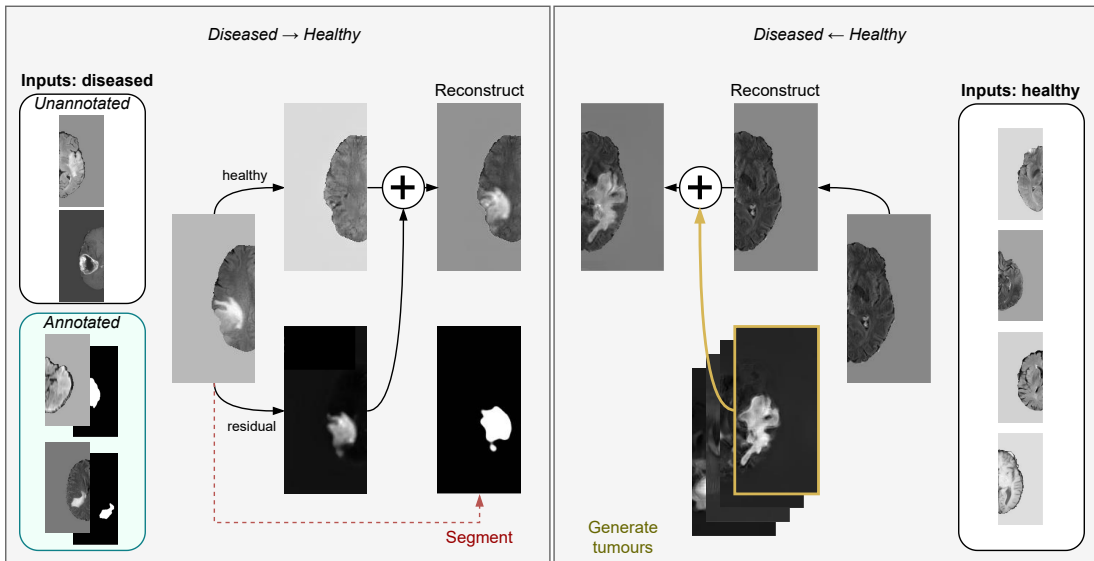 Diseased → Healthy
Inputs: diseased
Unannotated
Annotated
healthy
residual
Reconstruct
Segment
Diseased ← Healthy
Reconstruct
Generate
tumours
Inputs: healthy